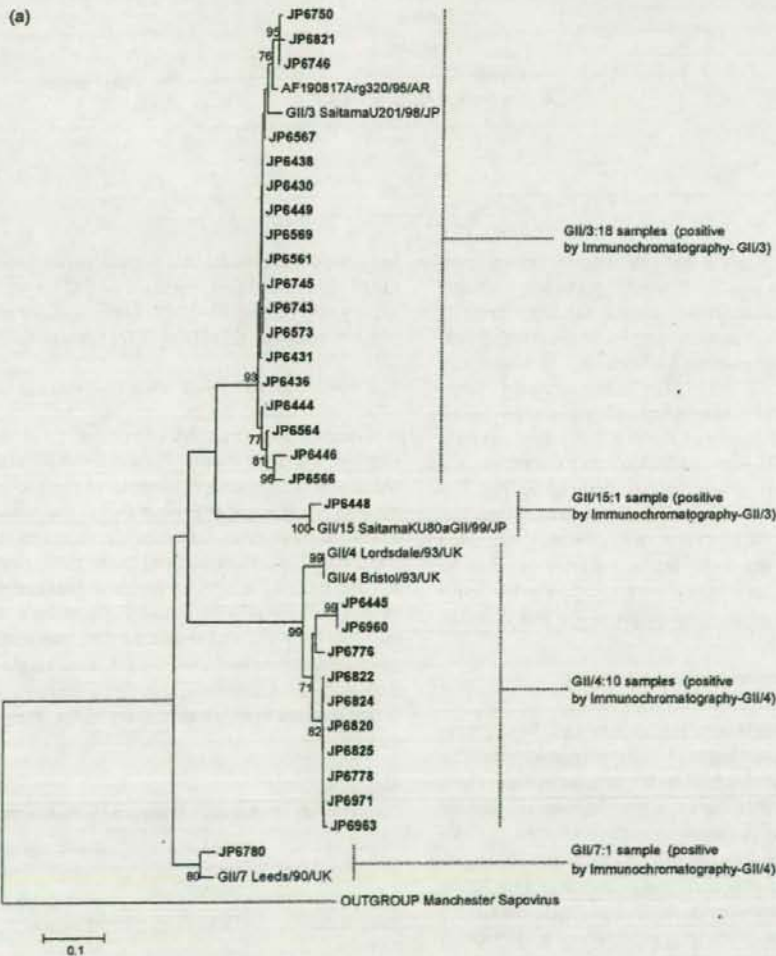 (a)
JP6750
95
JP6821
76
JP6746
AF190817Arg320/95/AR
GII/3 SaitamaU201/98/JP
JP6567
JP6438
JP6430
JP6449
JP6569
GII/3:18 samples (positive
by Immunochromatography- GII/3)
JP6561
JP6745
JP6743
JP6573
JP6431
93
JP6436
JP6444
77
JP6564
81
JP6446
96
JP6566
JP6448
GII/15:1 sample (positive
by Immunochromatography-GII/3)
100
GII/15 SaitamaKU80aGII/99/JP
99
GII/4 Lordsdale/93/UK
GII/4 Bristol/93/UK
JP6445
99
JP6960
99
JP6776
71
JP6822
GII/4:10 samples (positive
by Immunochromatography-GII/4)
JP6824
JP6820
82
JP6825
JP6778
JP6971
JP6963
JP6780
GII/7:1 sample (positive
by Immunochromatography-GII/4)
80
GII/7 Leeds/90/UK
OUTGROUP Manchester Sapovirus
0.1